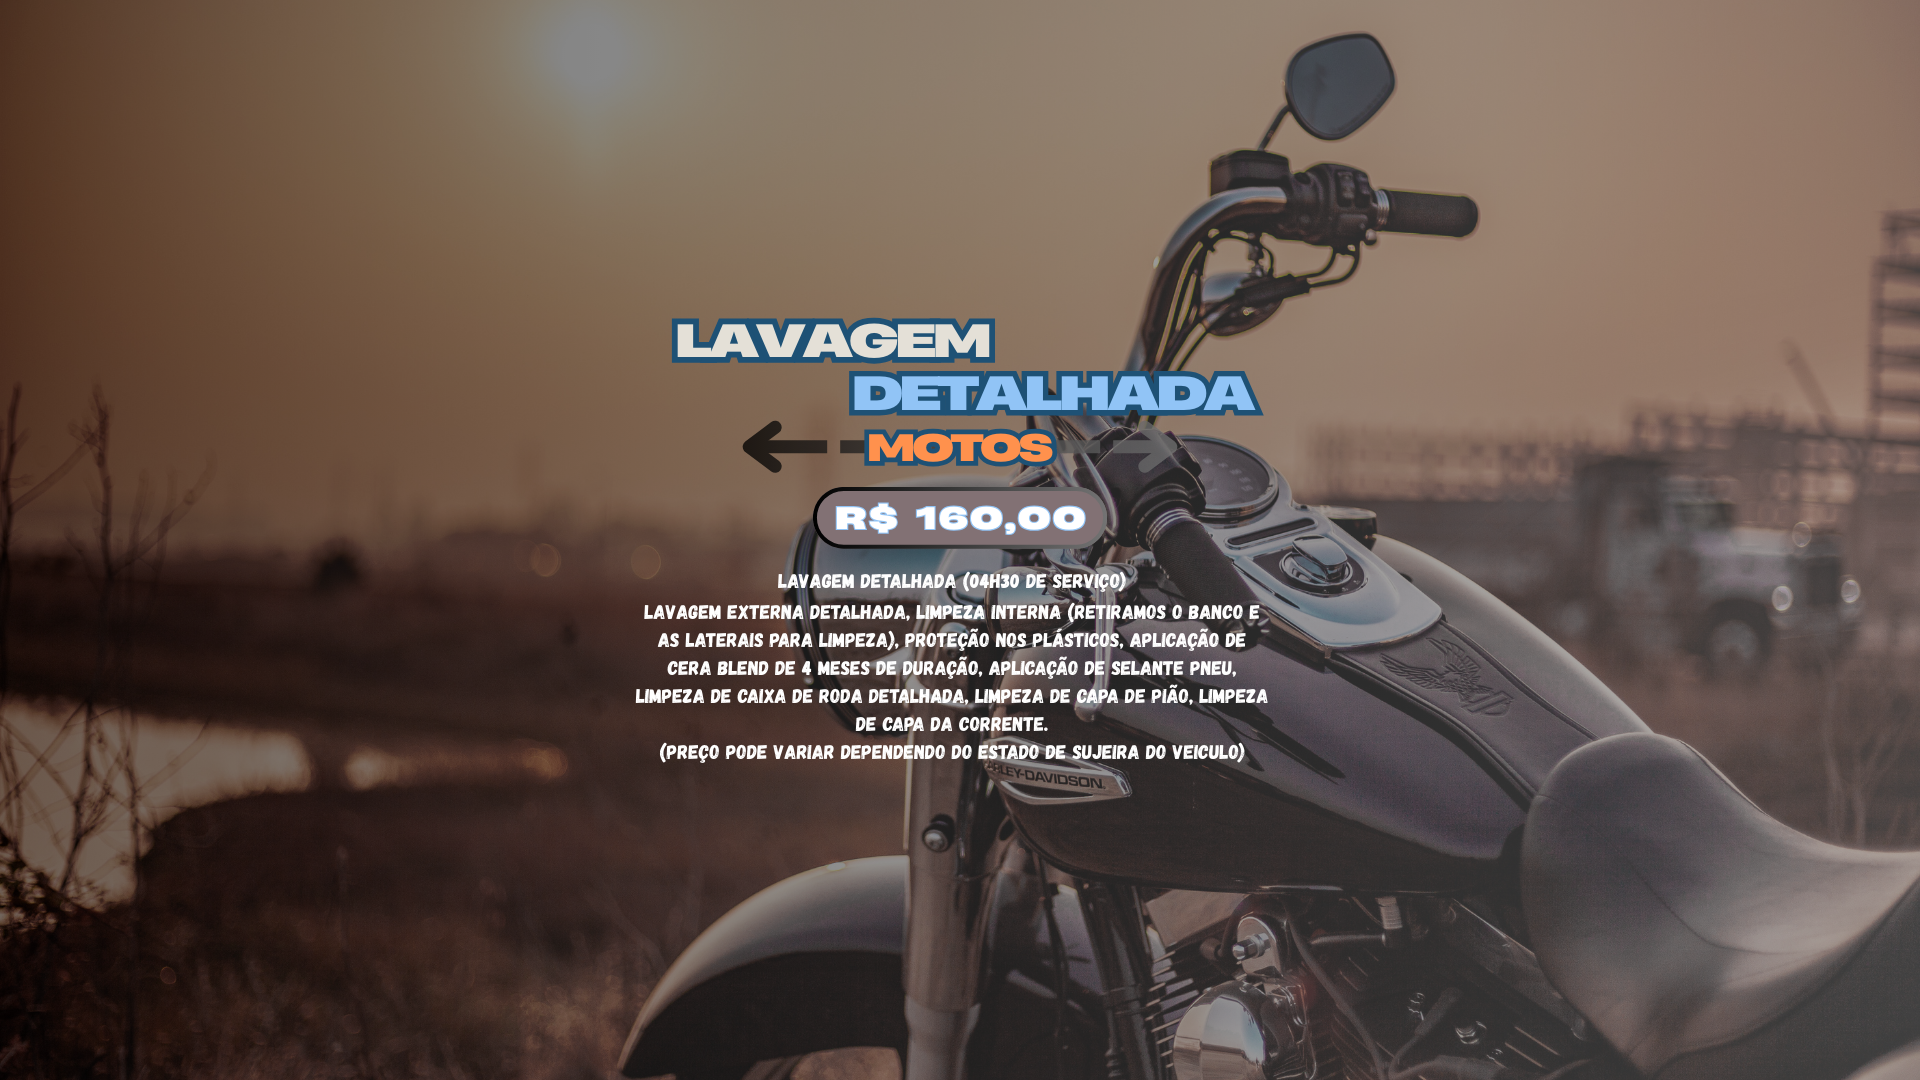 LAVAGEM
DETALHADA
MOTOS
R$ 160,00
LAVAGEM DETALHADA (04H30 DE SERVIÇO)
LAVAGEM EXTERNA DETALHADA, LIMPEZA INTERNA (RETIRAMOS O BANCO E
AS LATERAIS PARA LIMPEZA), PROTEÇÃO NOS PLÁSTICOS, APLICAÇÃO DE
CERA BLEND DE 4 MESES DE DURAÇÃO, APLICAÇÃO DE SELANTE PNEU,
LIMPEZA DE CAIXA DE RODA DETALHADA, LIMPEZA DE CAPA DE PIÃO, LIMPEZA
DE CAPA DA CORRENTE.
(PREÇO PODE VARIAR DEPENDENDO DO ESTADO DE SUJEIRA DO VEICULO)
RLEY-DAVIDSON